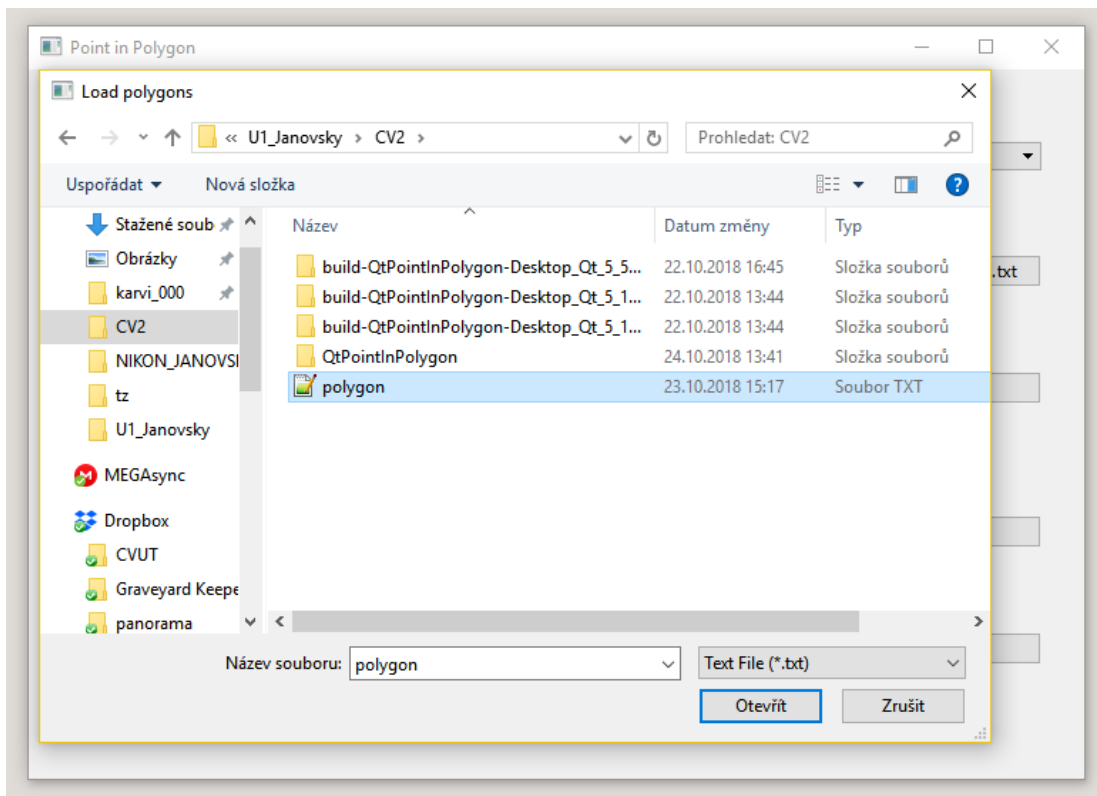 Point in Polygon
Load polygons
« U1_Janovsky > CV2 >
Prohledat: CV2
Uspořádat
Nová složka
?
Název
Datum změny
Typ
Stažené soub
Obrázky
karvi_000
CV2
NIKON_JANOVSI
tz
U1_Janovsky
MEGAsync
Dropbox
CVUT
Graveyard Keepe
panorama
build-QtPointInPolygon-Desktop_Qt_5_5... 22.10.2018 16:45 Složka souborů
build-QtPointInPolygon-Desktop_Qt_5_1... 22.10.2018 13:44 Složka souborů
build-QtPointInPolygon-Desktop_Qt_5_1... 22.10.2018 13:44 Složka souborů
QtPointInPolygon 24.10.2018 13:41 Složka souborů
polygon 23.10.2018 15:17 Soubor TXT
.txt
Název souboru: polygon
Text File (*.txt)
Otevřít
Zrušit